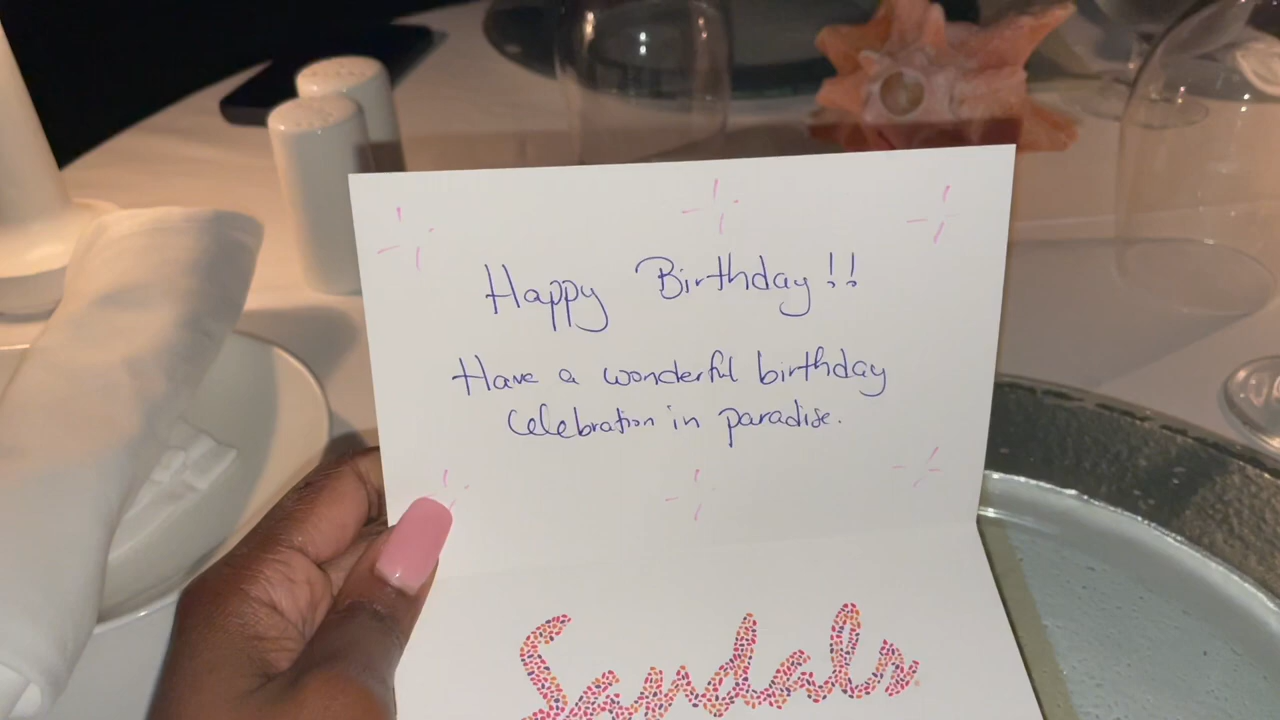 Happy Birthday!!
Have a wonderful birthday
celebration in paradise.
Sandals